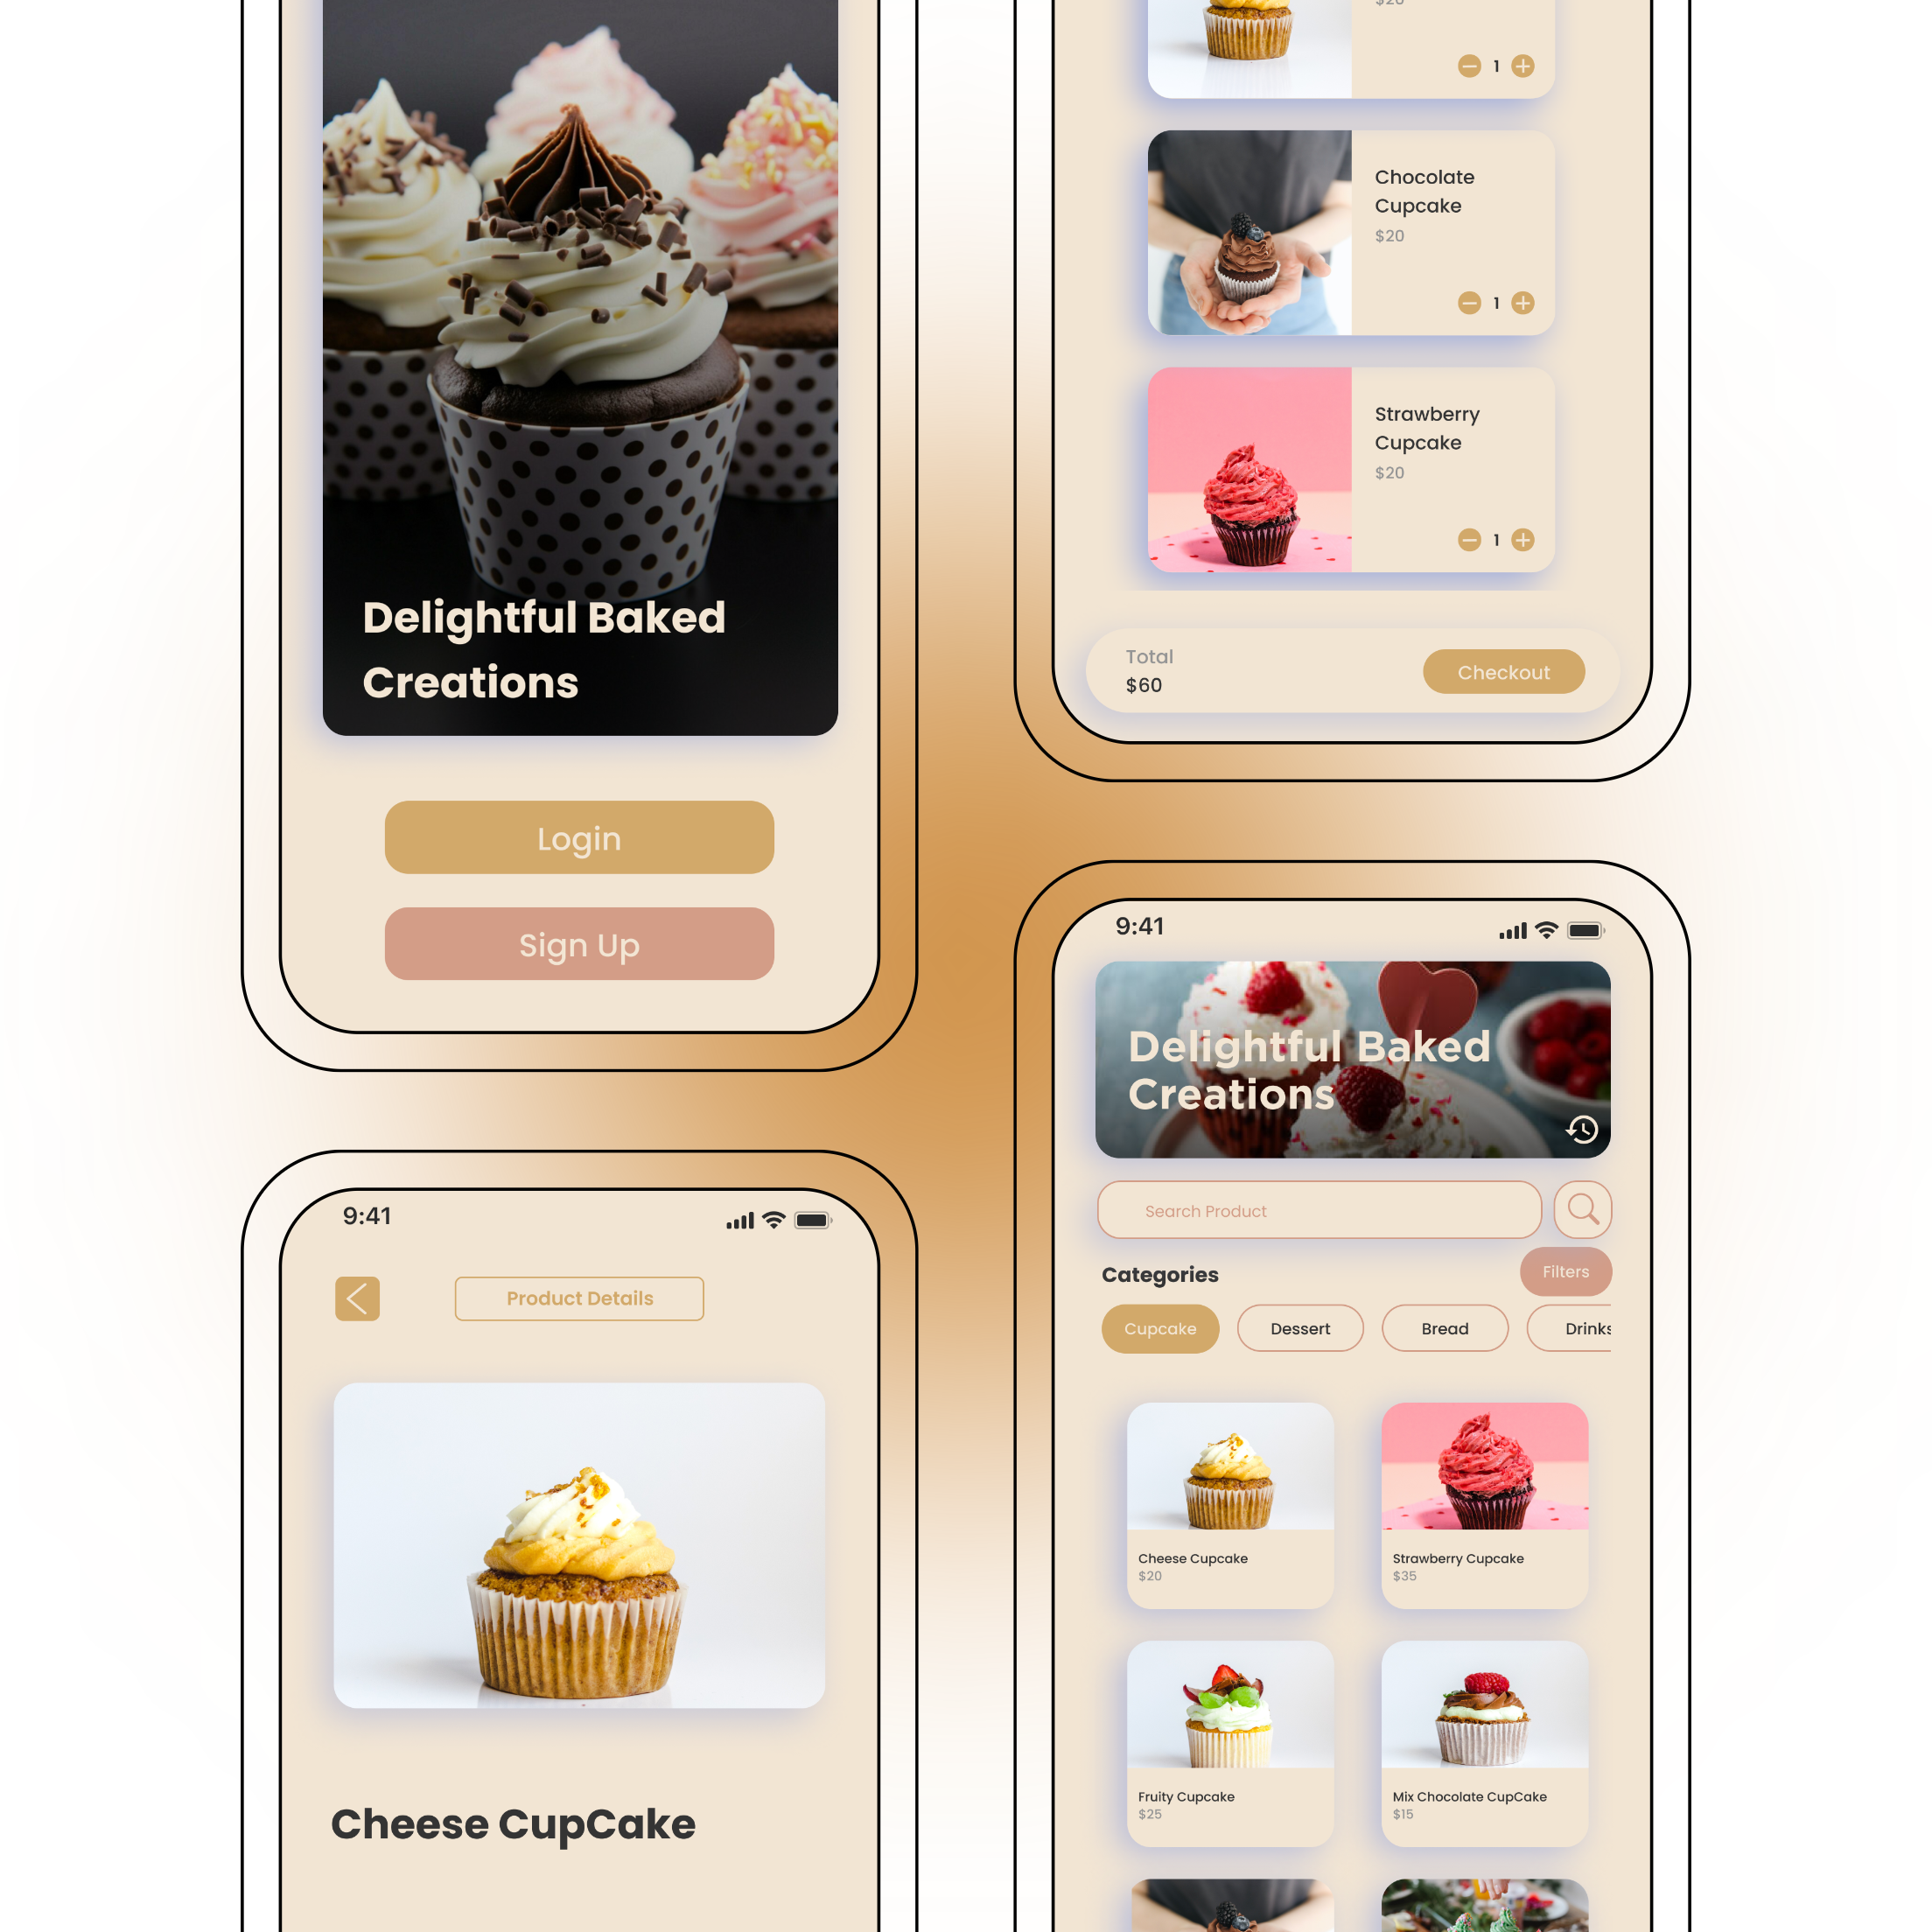 Delightful Baked
Creations
Login
Sign Up
$20
1
Chocolate
Cupcake
$20
1
Strawberry
Cupcake
$20
1
Total
$60
Checkout
9:41
Product Details
Cheese CupCake
9:41
Delightful Baked
Creations
Search Product
Categories
Filters
Cupcake
Dessert
Bread
Drinks
Cheese Cupcake
$20
Strawberry Cupcake
$35
Fruity Cupcake
$25
Mix Chocolate CupCake
$15